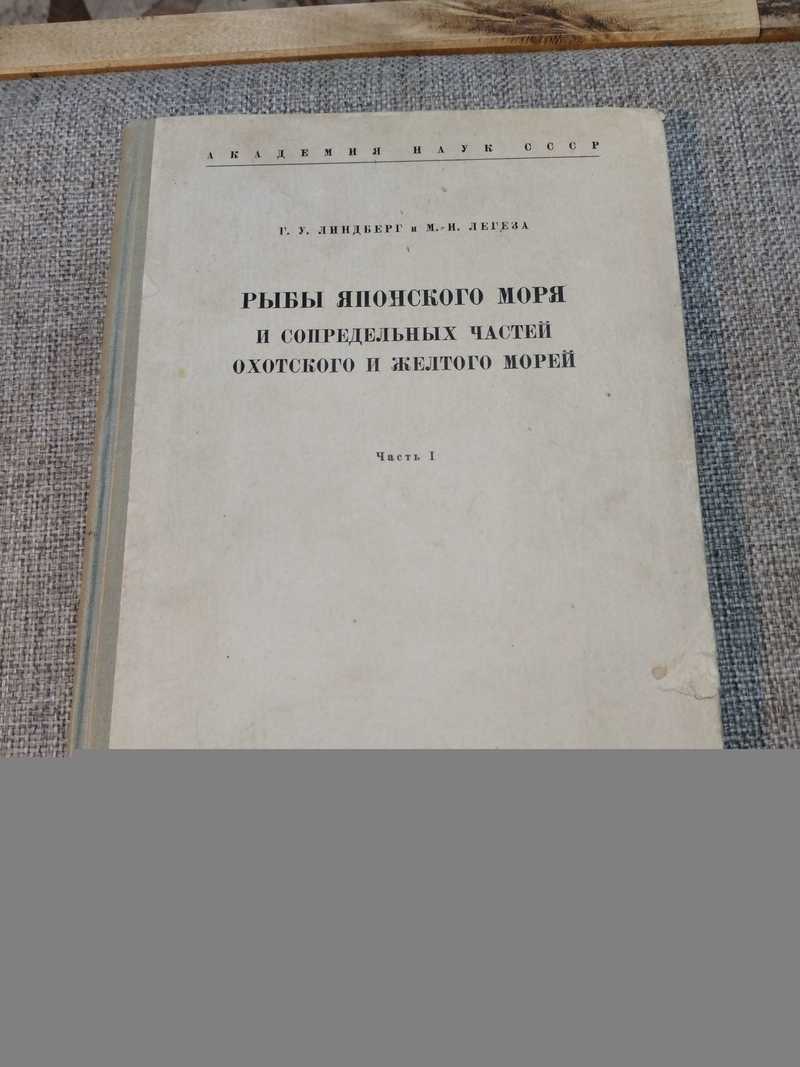 АКАДЕМИЯ НАУК СССР
Г. У. ЛИНДБЕРГ и М. И. ЛЕГЕЗА
РЫБЫ ЯПОНСКОГО МОРЯ
И СОПРЕДЕЛЬНЫХ ЧАСТЕЙ
ОХОТСКОГО И ЖЕЛТОГО МОРЕЙ
Часть I